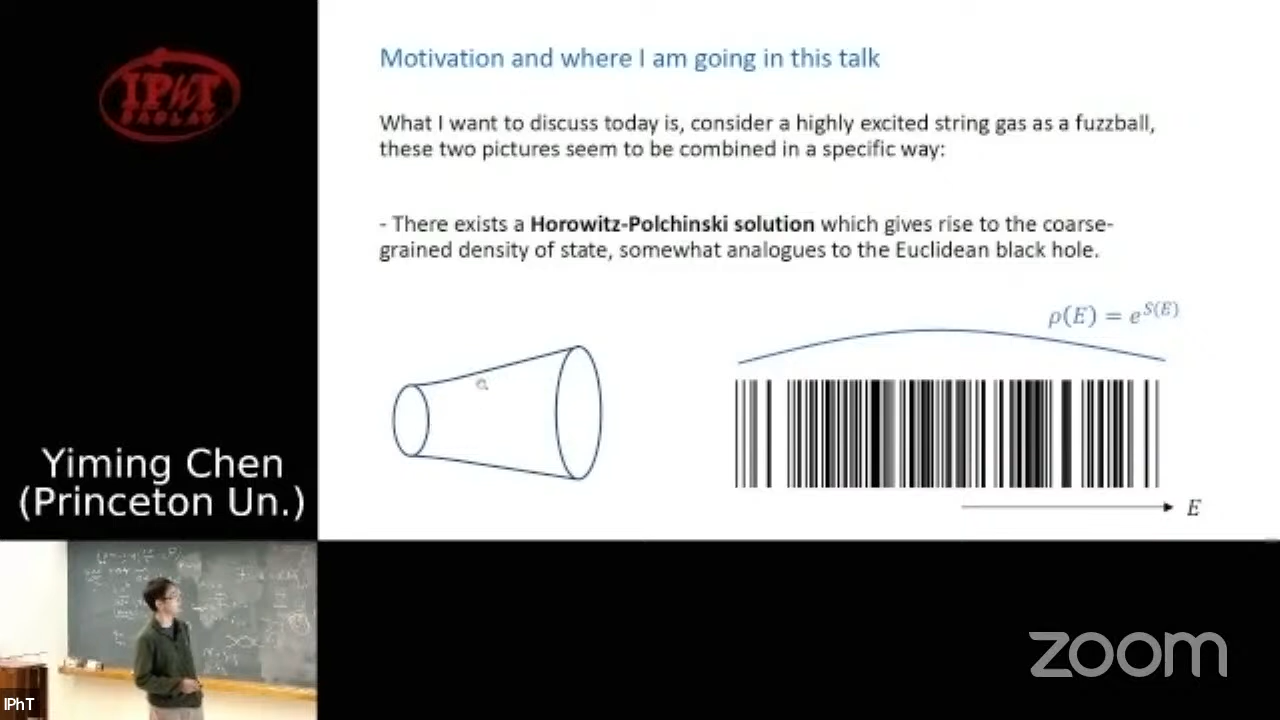 IPhT
SACLAY
Motivation and where I am going in this talk
What I want to discuss today is, consider a highly excited string gas as a fuzzball,
these two pictures seem to be combined in a specific way:
- There exists a Horowitz-Polchinski solution which gives rise to the coarse-
grained density of state, somewhat analogues to the Euclidean black hole.
ρ(E) = e^{S(E)}
E
Yiming Chen
(Princeton Un.)
IPhT
zoom